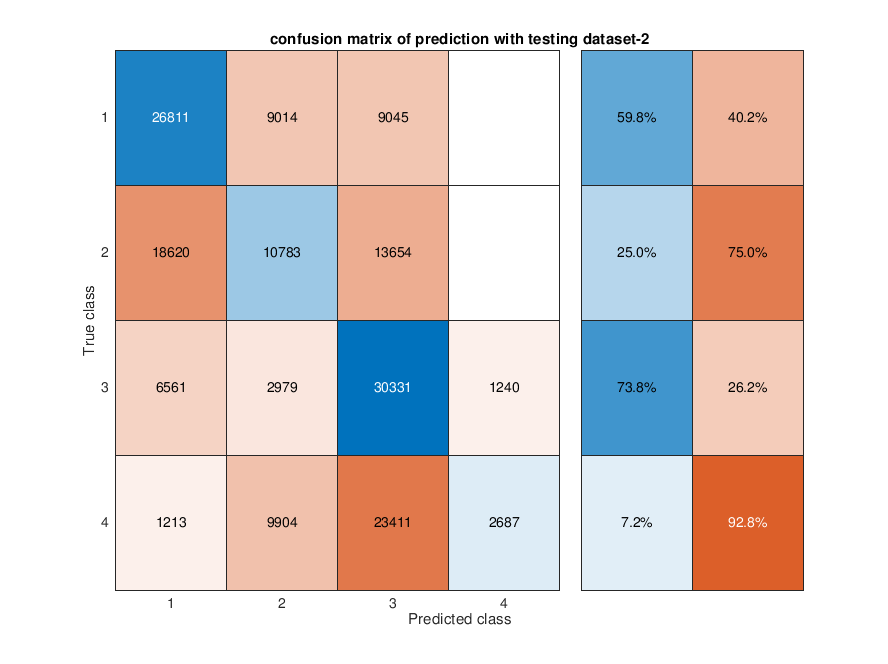 confusion matrix of prediction with testing dataset-2
1 26811 9014 9045 59.8% 40.2%
2 18620 10783 13654 25.0% 75.0%
True class
3 6561 2979 30331 1240 73.8% 26.2%
4 1213 9904 23411 2687 7.2% 92.8%
1 2 3 4
Predicted class